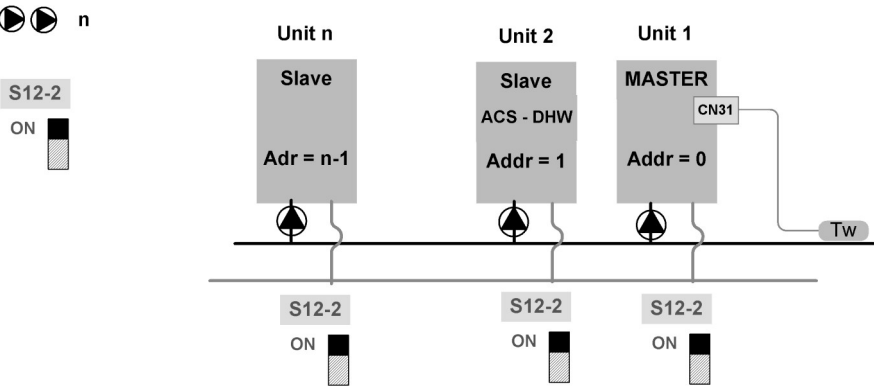 n
S12-2
ON
Unit n
Slave
Adr = n-1
S12-2
ON
Unit 2
Slave
ACS - DHW
Addr = 1
S12-2
ON
Unit 1
MASTER
CN31
Addr = 0
Tw
S12-2
ON